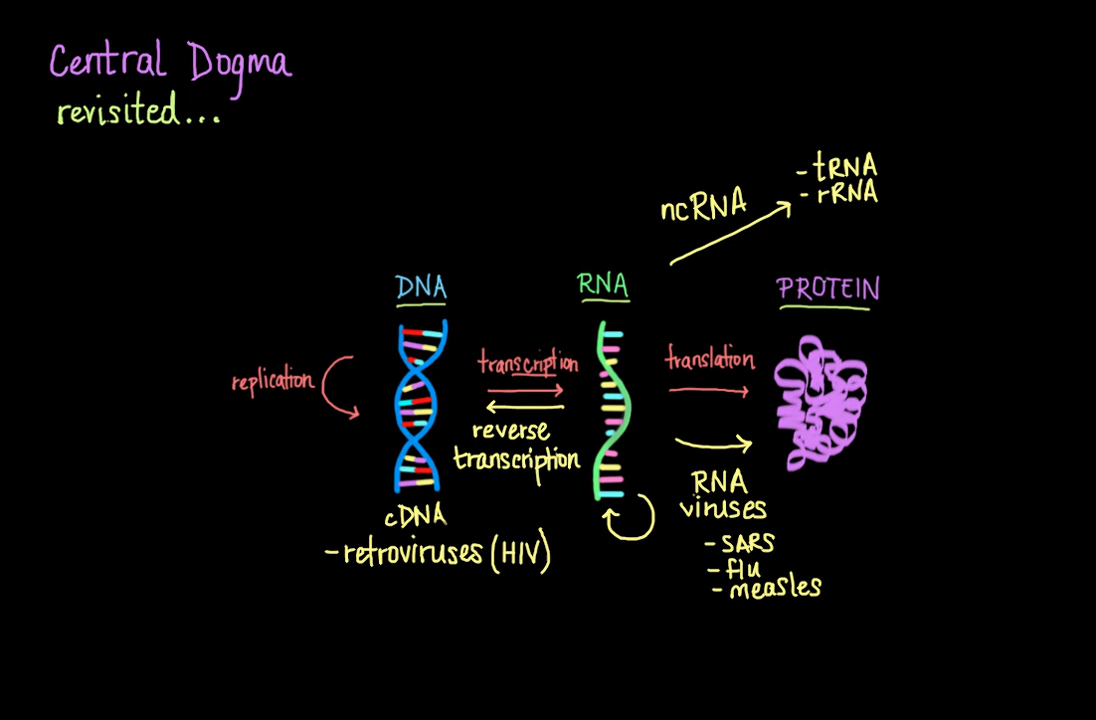 Central Dogma
revisited...
- tRNA
- rRNA
ncRNA
DNA
RNA
PROTEIN
replication
transcription
translation
reverse
transcription
RNA
viruses
cDNA
- retroviruses (HIV)
- SARS
- flu
- measles